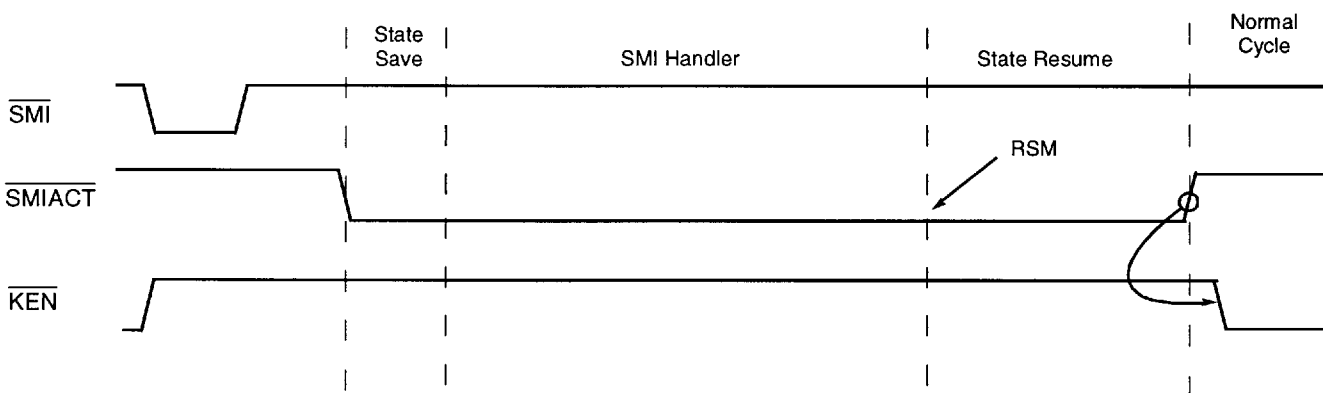 State
Save
SMI Handler
State Resume
Normal
Cycle
SMI
RSM
SMIACT
KEN